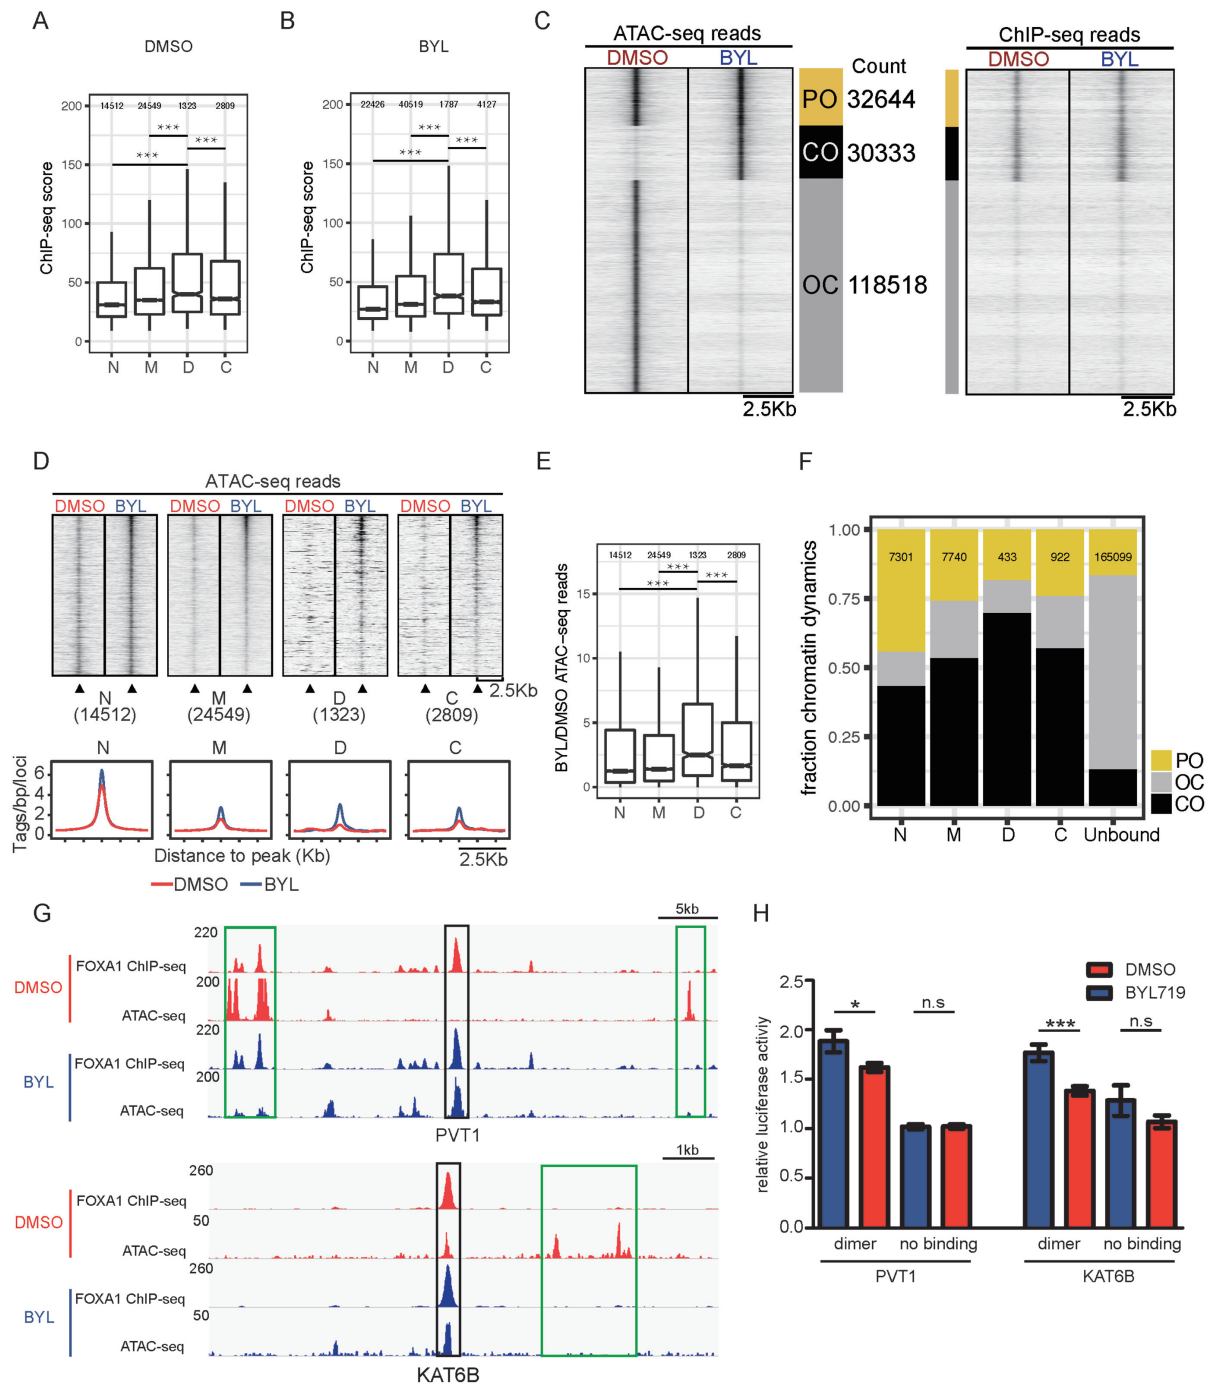 A
DMSO
ChIP-seq score
200
150
100
50
0
14512 24549 1323 2809
***
***
***
N M D C
B
BYL
ChIP-seq score
200
150
100
50
0
22426 40519 1787 4127
***
***
***
N M D C
C
ATAC-seq reads
DMSO BYL
Count
PO 32644
CO 30333
OC 118518
2.5Kb
ChIP-seq reads
DMSO BYL
2.5Kb
D
ATAC-seq reads
DMSO BYL DMSO BYL DMSO BYL DMSO BYL
2.5Kb
N M D C
(14512) (24549) (1323) (2809)
N M D C
Tags/bp/loci
6
4
2
0
Distance to peak (Kb)
2.5Kb
DMSO BYL
E
BYL/DMSO ATAC-seq reads
15
10
5
0
14512 24549 1323 2809
***
***
***
N M D C
F
fraction chromatin dynamics
1.00
0.75
0.50
0.25
0.00
7301 7740 433 922 165099
N M D C Unbound
PO
OC
CO
G
5kb
DMSO
220
FOXA1 ChIP-seq
200
ATAC-seq
BYL
220
FOXA1 ChIP-seq
200
ATAC-seq
PVT1
1kb
DMSO
260
FOXA1 ChIP-seq
50
ATAC-seq
BYL
260
FOXA1 ChIP-seq
50
ATAC-seq
KAT6B
H
DMSO
BYL719
relative luciferase activiy
2.5
2.0
1.5
1.0
0.5
0.0
* n.s *** n.s
dimer no binding dimer no binding
PVT1 KAT6B